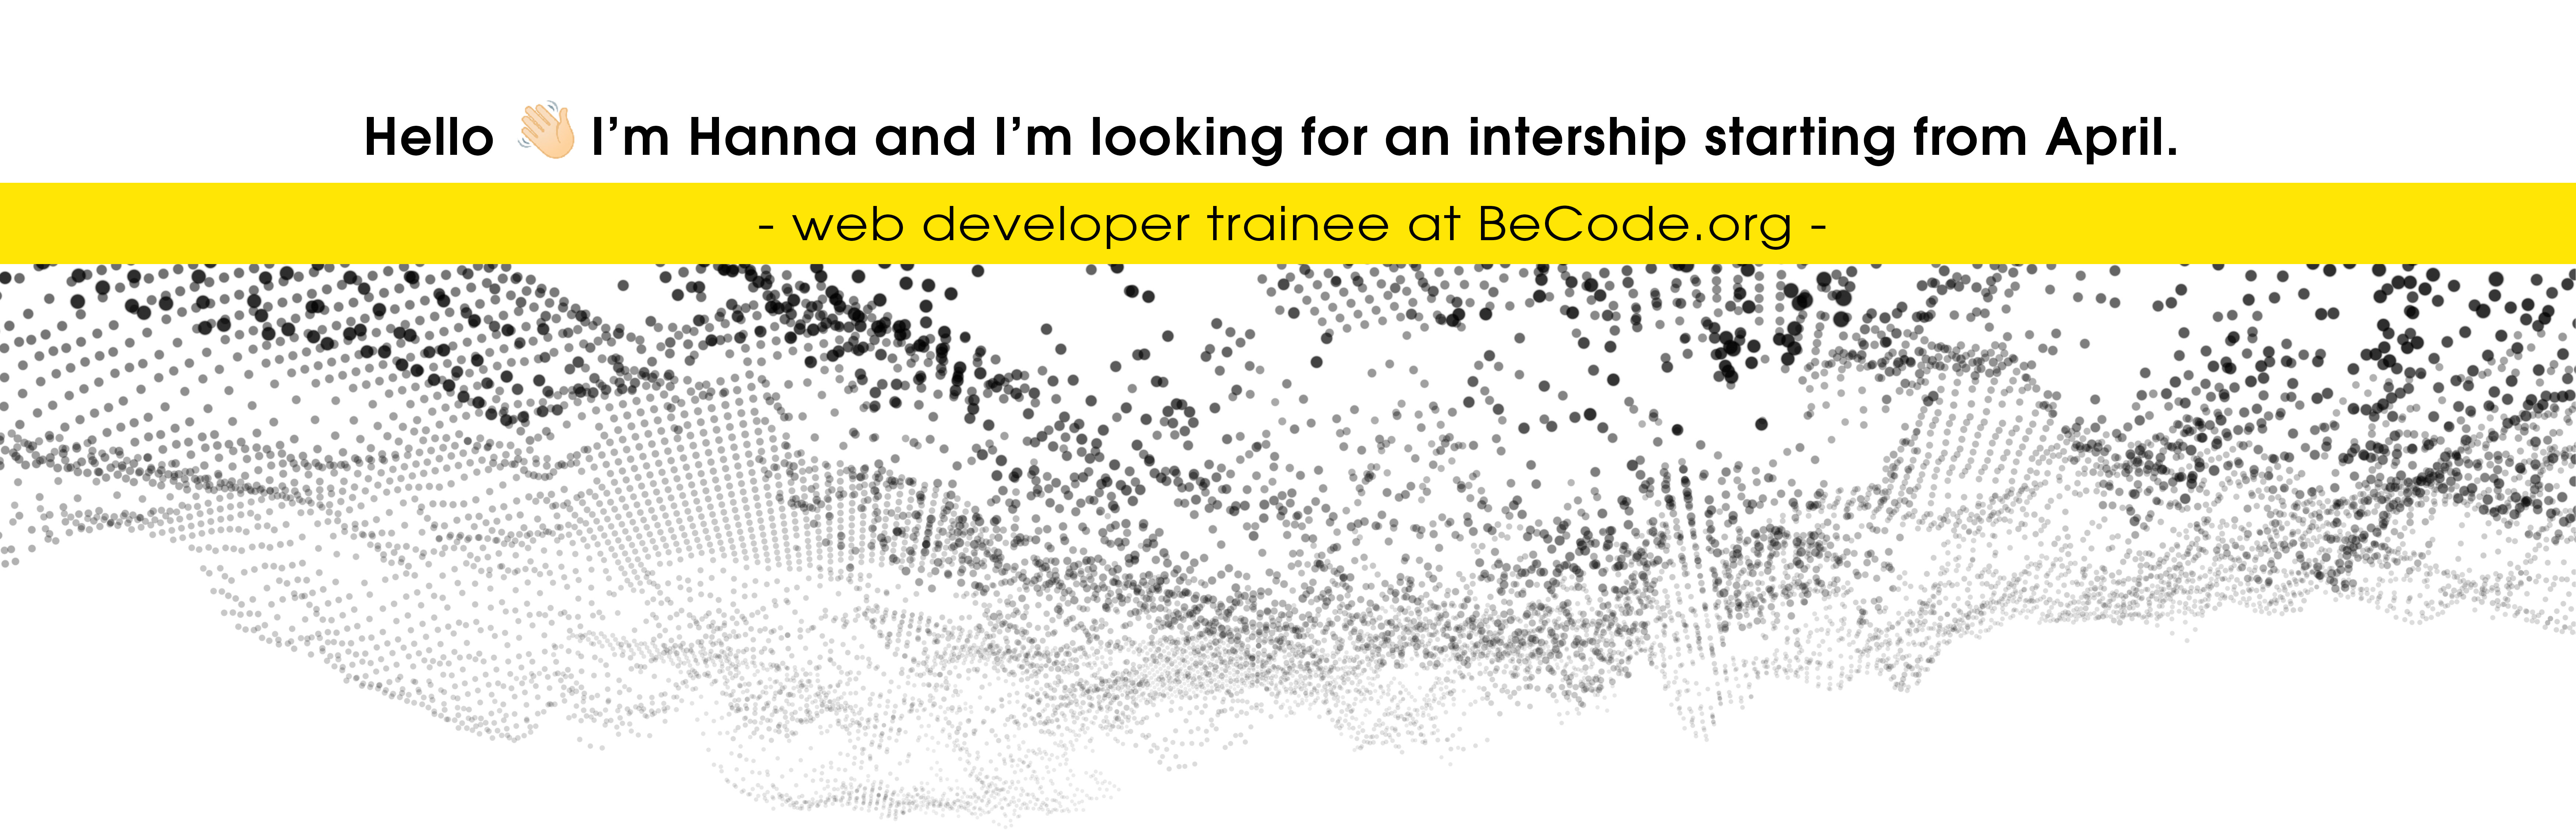 Hello 👋🏻 I’m Hanna and I’m looking for an intership starting from April.
- web developer trainee at BeCode.org -